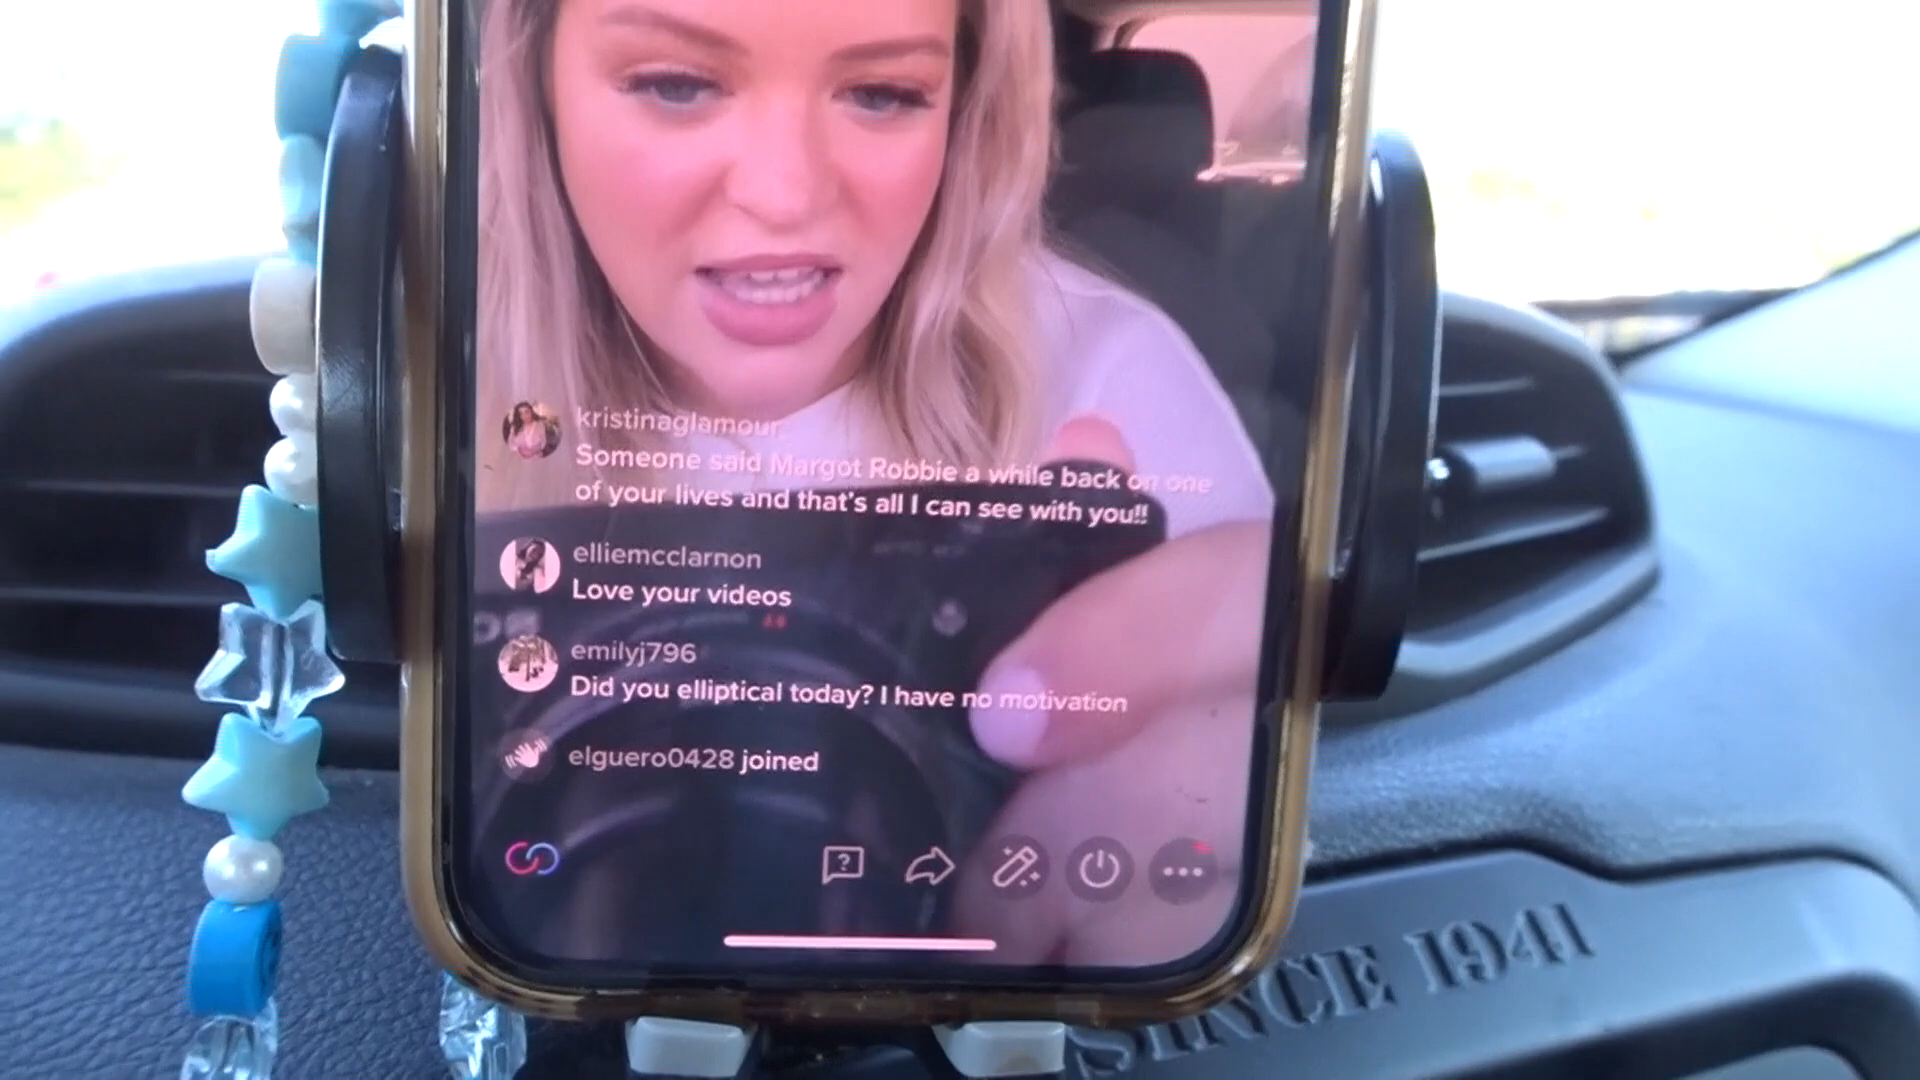 kristinaglamour
Someone said Margot Robbie a while back on one
of your lives and that's all I can see with you!!
elliemcclarnon
Love your videos
emilyj796
Did you elliptical today? I have no motivation
elguero0428 joined
SINCE 1941